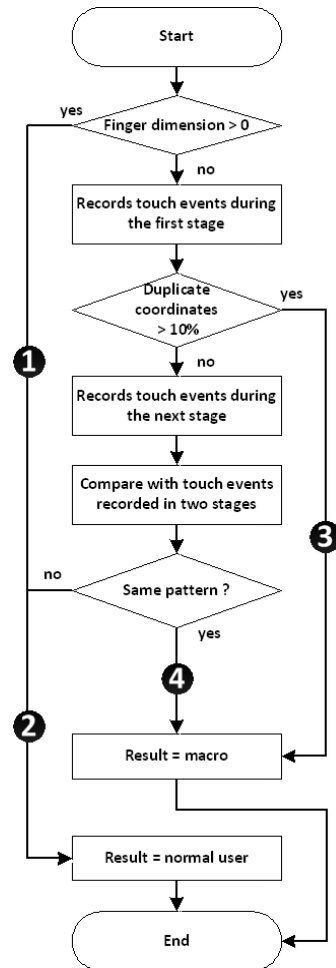 Start
yes
Finger dimension > 0
no
Records touch events during
the first stage
Duplicate
coordinates
> 10%
yes
no
1
Records touch events during
the next stage
Compare with touch events
recorded in two stages
3
no
Same pattern ?
yes
4
2
Result = macro
Result = normal user
End